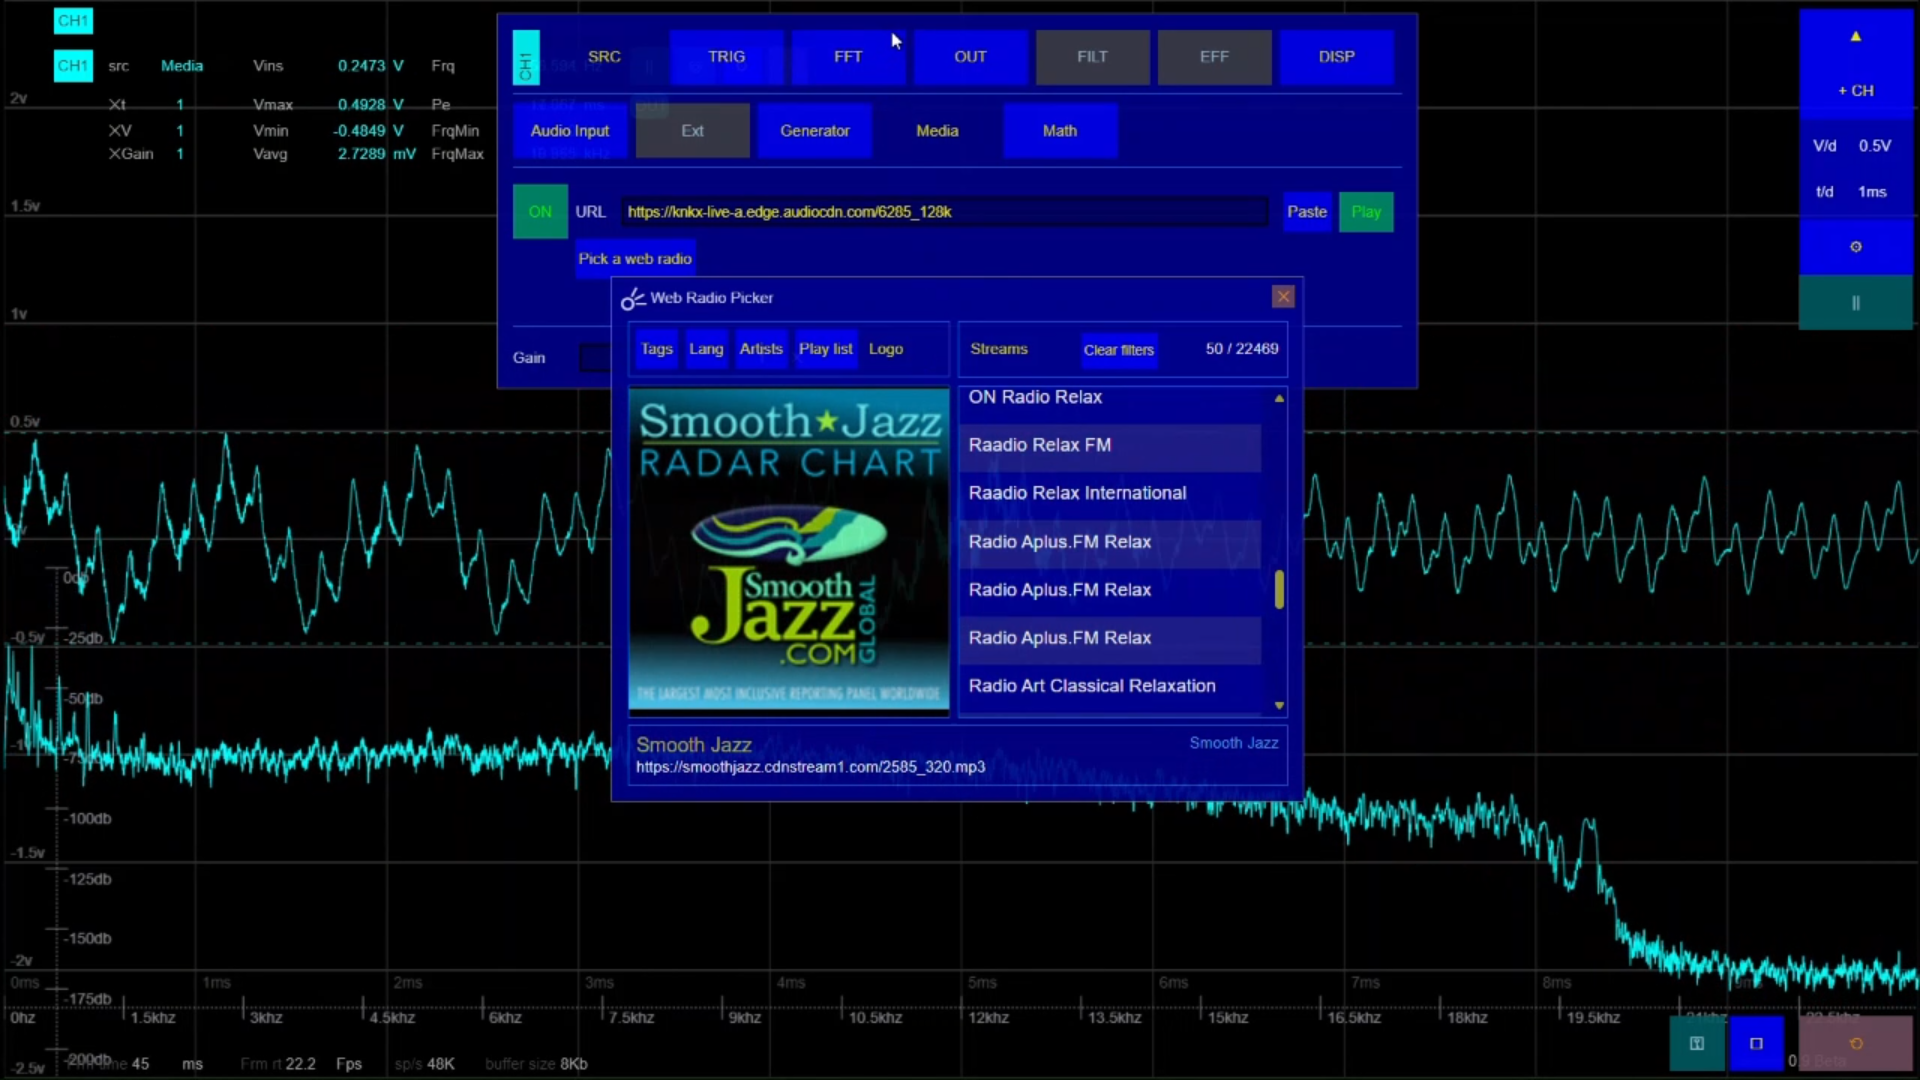 CH1
CH1 src Media Vins 0.2473 V Frq
Xt 1 Vmax 0.4928 V Pe
XV 1 Vmin -0.4849 V FrqMin
XGain 1 Vavg 2.7289 mV FrqMax
CH1 SRC TRIG FFT OUT FILT EFF DISP
Audio Input Ext Generator Media Math
ON URL https://knkx-live-a.edge.audiocdn.com/6285_128k Paste Play
Pick a web radio
Gain
Web Radio Picker
Tags Lang Artists Play list Logo
Streams Clear filters 50 / 22469
Smooth Jazz
RADAR CHART
Smooth
Jazz
.COM
GLOBAL
THE LARGEST MOST INCLUSIVE REPORTING PANEL WORLDWIDE
ON Radio Relax
Raadio Relax FM
Raadio Relax International
Radio Aplus.FM Relax
Radio Aplus.FM Relax
Radio Aplus.FM Relax
Radio Art Classical Relaxation
Smooth Jazz Smooth Jazz
https://smoothjazz.cdnstream1.com/2585_320.mp3
+ CH
V/d 0.5V
t/d 1ms
2v
1.5v
1v
0.5v
-0.5v
-1.5v
-2v
-2.5v
-25db
-50db
-75db
-100db
-125db
-150db
-175db
-200db
0ms 1ms 2ms 3ms 4ms 5ms 6ms 7ms 8ms
0hz 1.5khz 3khz 4.5khz 6khz 7.5khz 9khz 10.5khz 12khz 13.5khz 15khz 16.5khz 18khz 19.5khz 21khz 22.5khz
45 ms Frm rt 22.2 Fps sp/s 48K buffer size 8Kb
Beta